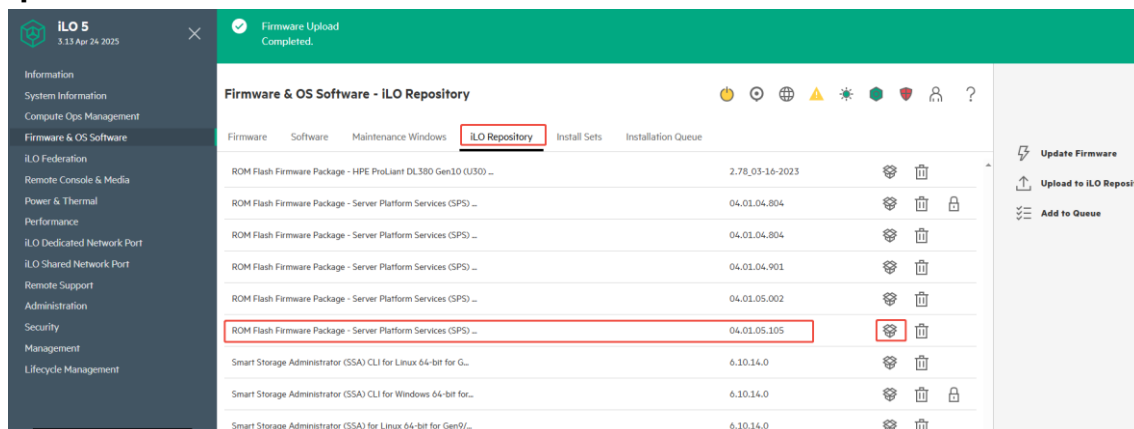 iLO 5
3.13 Apr 24 2025
Firmware Upload
Completed.
Information
System Information
Compute Ops Management
Firmware & OS Software
iLO Federation
Remote Console & Media
Power & Thermal
Performance
iLO Dedicated Network Port
iLO Shared Network Port
Remote Support
Administration
Security
Management
Lifecycle Management
Firmware & OS Software - iLO Repository
?
Firmware Software Maintenance Windows iLO Repository Install Sets Installation Queue
ROM Flash Firmware Package - HPE ProLiant DL380 Gen10 (U30) ... 2.78_03-16-2023
ROM Flash Firmware Package - Server Platform Services (SPS) ... 04.01.04.804
ROM Flash Firmware Package - Server Platform Services (SPS) ... 04.01.04.804
ROM Flash Firmware Package - Server Platform Services (SPS) ... 04.01.04.901
ROM Flash Firmware Package - Server Platform Services (SPS) ... 04.01.05.002
ROM Flash Firmware Package - Server Platform Services (SPS) ... 04.01.05.105
Smart Storage Administrator (SSA) CLI for Linux 64-bit for G... 6.10.14.0
Smart Storage Administrator (SSA) CLI for Windows 64-bit for... 6.10.14.0
Smart Storage Administrator (SSA) for Linux 64-bit for Gen9/... 6.10.14.0
Update Firmware
Upload to iLO Reposit
Add to Queue